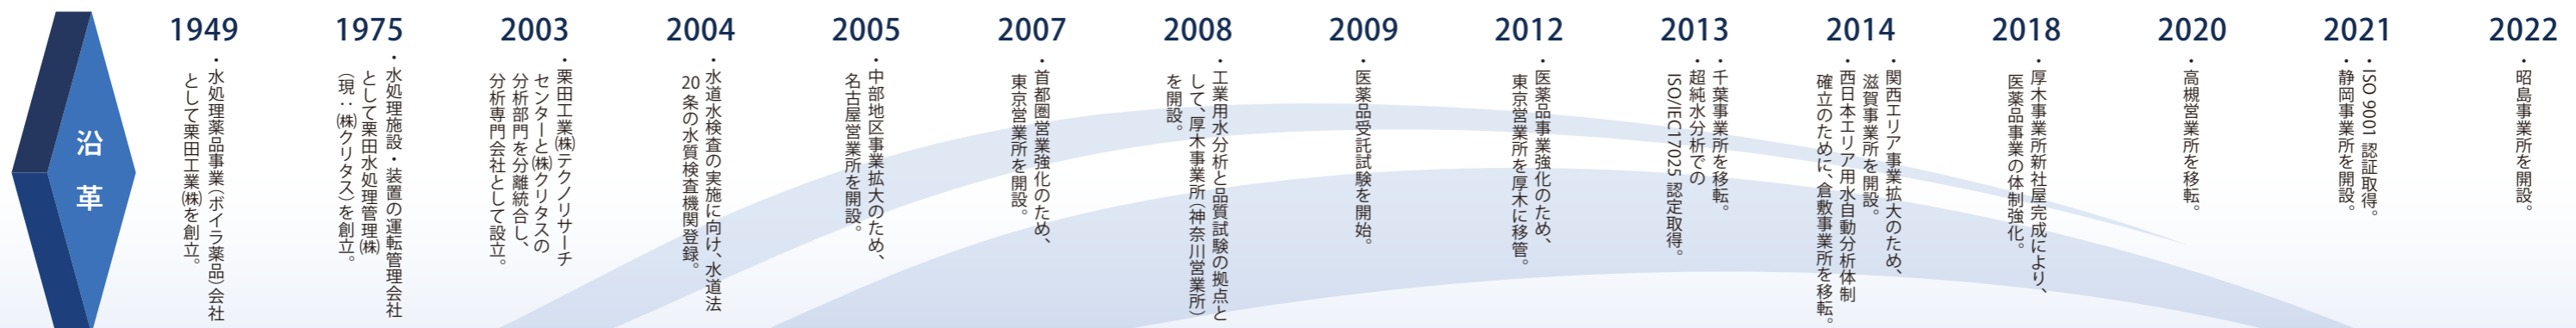 沿革
1949
・水処理薬品事業（ボイラ薬品）会社
として栗田工業㈱を創立。
1975
・水処理施設・装置の運転管理会社
として栗田水処理管理㈱
（現：㈱クリタス）を創立。
2003
・栗田工業㈱テクノリサーチ
センターと㈱クリタスの
分析部門を分離統合し、
分析専門会社として設立。
2004
・水道水検査の実施に向け、水道法
20条の水質検査機関登録。
2005
・中部地区事業拡大のため、
名古屋営業所を開設。
2007
・首都圏営業強化のため、
東京営業所を開設。
2008
・工業用水分析と品質試験の拠点と
して、厚木事業所（神奈川営業所）
を開設。
2009
・医薬品受託試験を開始。
2012
・医薬品事業強化のため、
東京営業所を厚木に移管。
2013
・千葉事業所を移転。
・超純水分析での
ISO/IEC17025 認定取得。
2014
・関西エリア事業拡大のため、
滋賀事業所を開設。
・西日本エリア用水自動分析体制
確立のために、倉敷事業所を移転。
2018
・厚木事業所新社屋完成により、
医薬品事業の体制強化。
2020
・高槻営業所を移転。
2021
・ISO 9001 認証取得。
・静岡事業所を開設。
2022
・昭島事業所を開設。